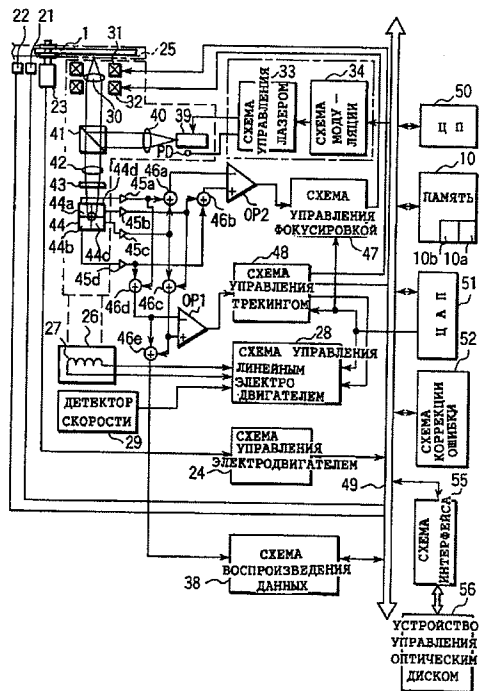 22
21
1
31
25
23
30
32
33
34
СХЕМА
УПРАВЛЕНИЯ
ЛАЗЕРОМ
СХЕМА
МОДУ-
ЛЯЦИИ
50
ЦП
10
ПАМЯТЬ
10b
10a
51
ЦАП
52
СХЕМА
КОРРЕКЦИИ
ОШИБКИ
41
40
39
PD
42
43
44d
45a
46a
44a
44
44b
44c
45b
45c
45d
46b
OP2
СХЕМА
УПРАВЛЕНИЯ
ФОКУСИРОВКОЙ
47
46d
46c
48
СХЕМА
УПРАВЛЕНИЯ
ТРЕКИНГОМ
OP1
46e
27
26
28
СХЕМА
УПРАВЛЕНИЯ
ЛИНЕЙНЫМ
ЭЛЕКТРО
ДВИГАТЕЛЕМ
ДЕТЕКТОР
СКОРОСТИ
29
СХЕМА
УПРАВЛЕНИЯ
ЭЛЕКТРОДВИГАТЕЛЕМ
24
49
55
СХЕМА
ИНТЕРФЕЙСА
СХЕМА
ВОСПРОИЗВЕДЕНИЯ
ДАННЫХ
38
56
УСТРОЙСТВО
УПРАВЛЕНИЯ
ОПТИЧЕСКИМ
ДИСКОМ